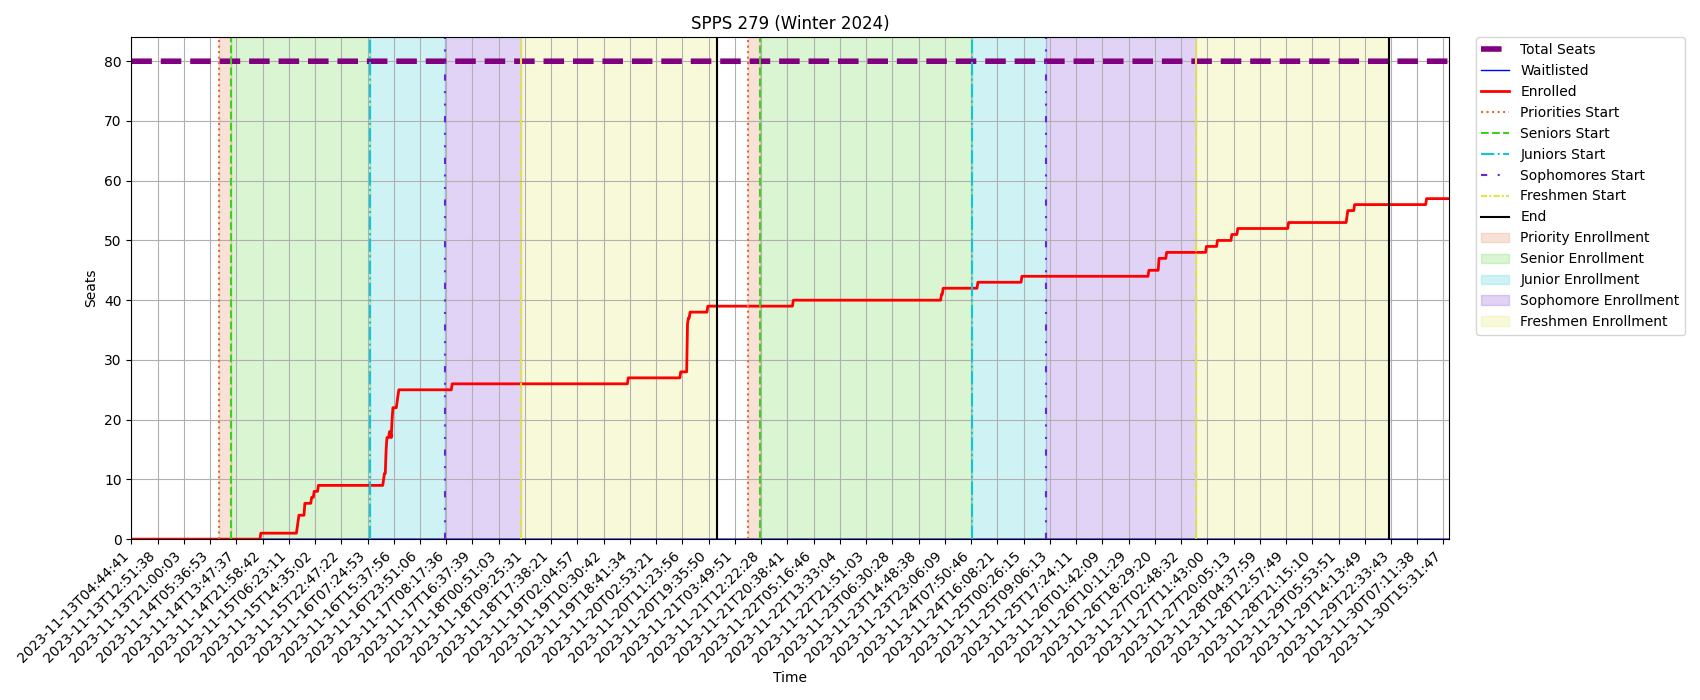 SPPS 279 (Winter 2024)
Total Seats
Waitlisted
Enrolled
Priorities Start
Seniors Start
Juniors Start
Sophomores Start
Freshmen Start
End
Priority Enrollment
Senior Enrollment
Junior Enrollment
Sophomore Enrollment
Freshmen Enrollment
Seats
80
70
60
50
40
30
20
10
0
2023-11-13T04:44:41
2023-11-13T12:51:38
2023-11-13T21:00:03
2023-11-14T05:36:53
2023-11-14T13:47:37
2023-11-14T21:58:42
2023-11-15T06:23:11
2023-11-15T14:35:02
2023-11-15T22:47:22
2023-11-16T07:24:53
2023-11-16T15:37:56
2023-11-16T23:51:06
2023-11-17T08:17:36
2023-11-17T16:37:39
2023-11-18T00:51:03
2023-11-18T09:25:31
2023-11-18T17:38:21
2023-11-19T02:04:57
2023-11-19T10:30:42
2023-11-19T18:41:34
2023-11-20T02:53:21
2023-11-20T11:23:56
2023-11-20T19:35:50
2023-11-21T03:49:51
2023-11-21T12:22:28
2023-11-21T20:38:41
2023-11-22T05:16:46
2023-11-22T13:33:04
2023-11-22T21:51:03
2023-11-23T06:30:28
2023-11-23T14:48:38
2023-11-23T23:06:09
2023-11-24T07:50:46
2023-11-24T16:08:21
2023-11-25T00:26:15
2023-11-25T09:06:13
2023-11-25T17:24:11
2023-11-26T01:42:09
2023-11-26T10:11:29
2023-11-26T18:29:20
2023-11-27T02:48:32
2023-11-27T11:43:00
2023-11-27T20:05:13
2023-11-28T04:37:59
2023-11-28T12:57:49
2023-11-28T21:15:10
2023-11-29T05:53:51
2023-11-29T14:13:49
2023-11-29T22:33:43
2023-11-30T07:11:38
2023-11-30T15:31:47
Time